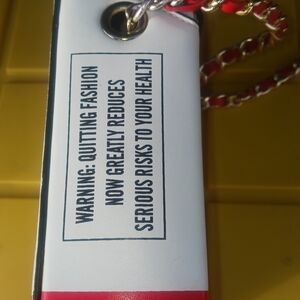 WARNING: QUITTING FASHION
NOW GREATLY REDUCES
SERIOUS RISKS TO YOUR HEALTH